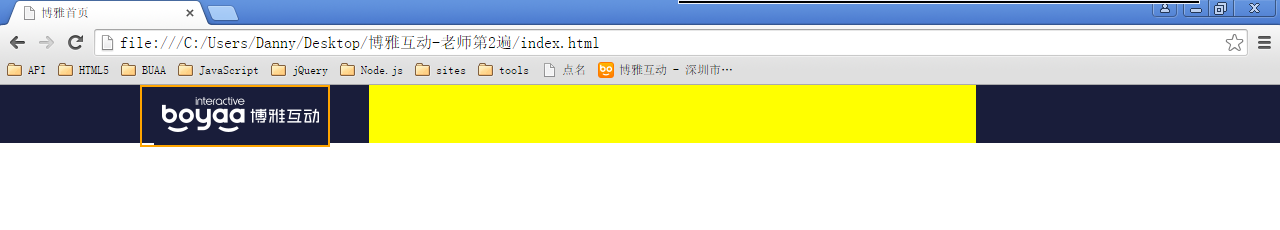 博雅首页
file:///C:/Users/Danny/Desktop/博雅互动-老师第2遍/index.html
API HTML5 BUAA JavaScript jQuery Node.js sites tools 点名 bo 博雅互动 - 深圳市…
interactive
boyaa 博雅互动